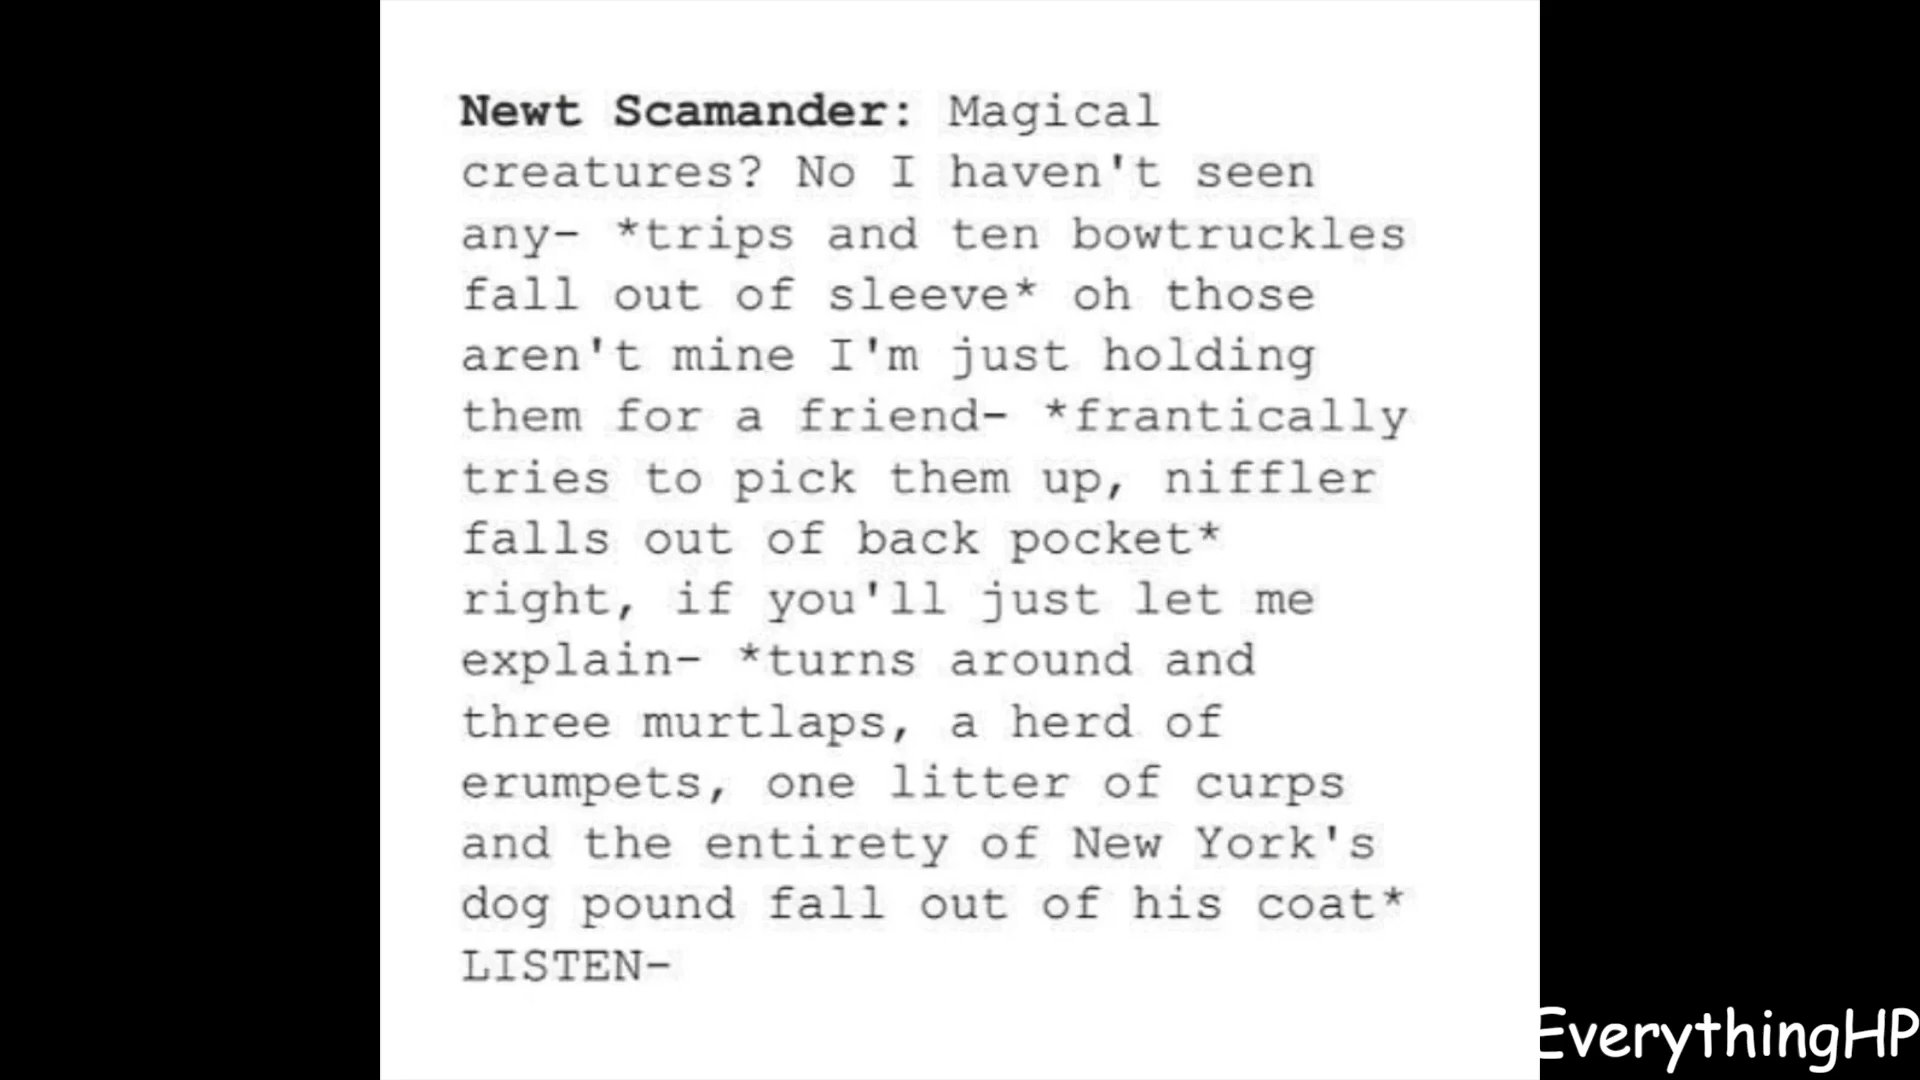 Newt Scamander: Magical
creatures? No I haven't seen
any- *trips and ten bowtruckles
fall out of sleeve* oh those
aren't mine I'm just holding
them for a friend- *frantically
tries to pick them up, niffler
falls out of back pocket*
right, if you'll just let me
explain- *turns around and
three murtlaps, a herd of
erumpets, one litter of curps
and the entirety of New York's
dog pound fall out of his coat*
LISTEN-
EverythingHP